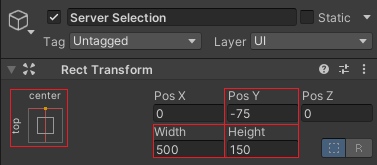 Server Selection
Static
Tag Untagged Layer UI
Rect Transform
center
top
Pos X Pos Y Pos Z
0 -75 0
Width Height
500 150
R